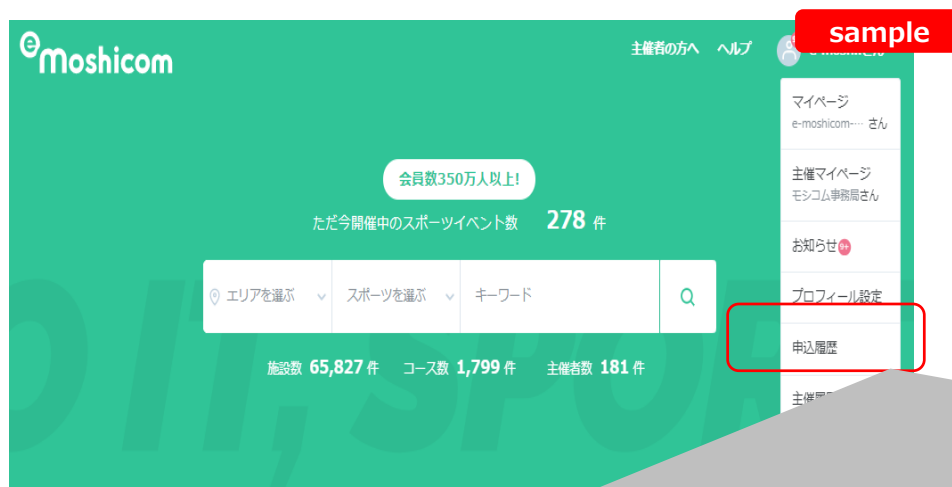 sample
e moshicom
主催者の方へ ヘルプ
マイページ
e-moshicom-… さん
主催マイページ
モシコム事務局さん
お知らせ 9+
プロフィール設定
申込履歴
会員数350万人以上!
ただ今開催中のスポーツイベント数 278 件
エリアを選ぶ スポーツを選ぶ キーワード
施設数 65,827 件 コース数 1,799 件 主催者数 181 件